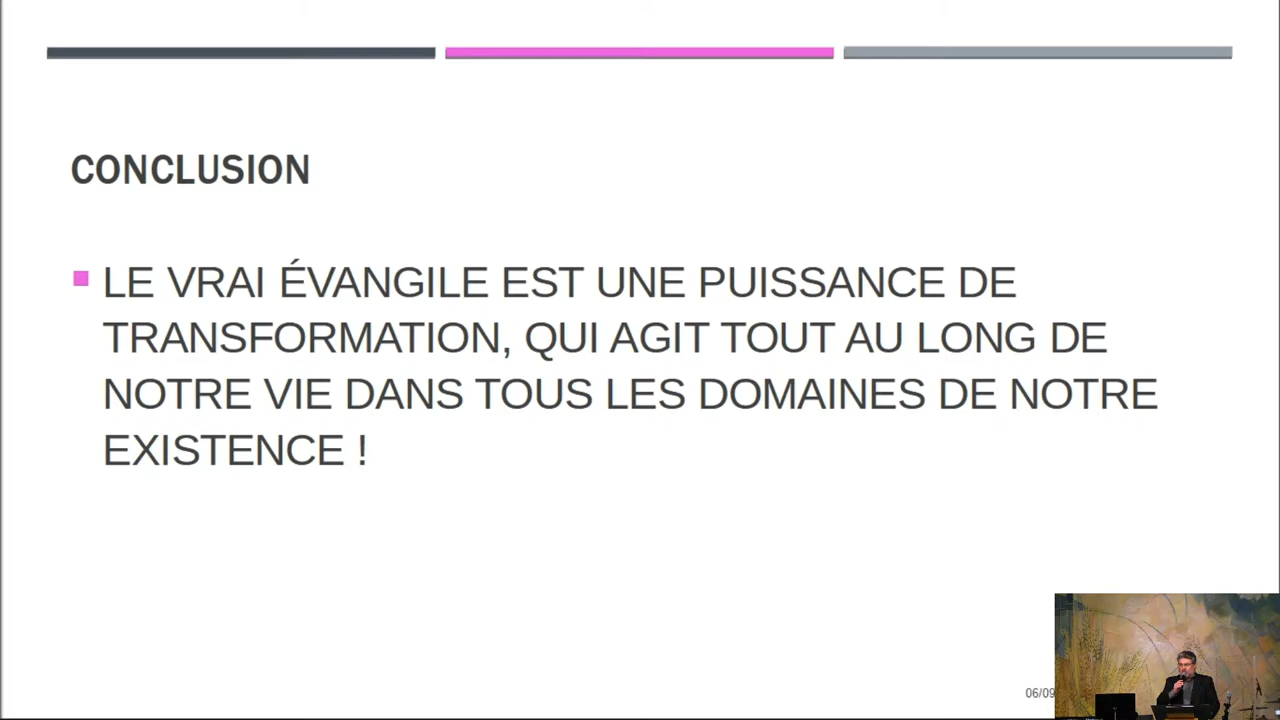 CONCLUSION
LE VRAI ÉVANGILE EST UNE PUISSANCE DE
TRANSFORMATION, QUI AGIT TOUT AU LONG DE
NOTRE VIE DANS TOUS LES DOMAINES DE NOTRE
EXISTENCE !
06/09